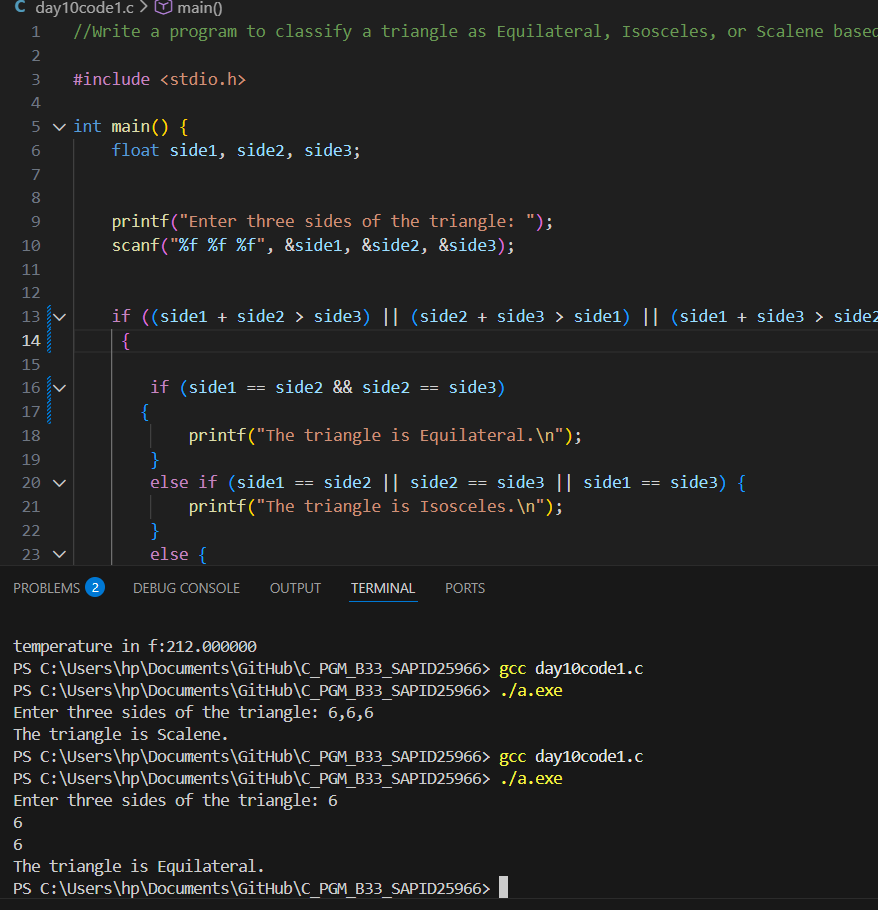 C day10code1.c > main()
1 //Write a program to classify a triangle as Equilateral, Isosceles, or Scalene based
2
3 #include <stdio.h>
4
5 int main() {
6 float side1, side2, side3;
7
8
9 printf("Enter three sides of the triangle: ");
10 scanf("%f %f %f", &side1, &side2, &side3);
11
12
13 if ((side1 + side2 > side3) || (side2 + side3 > side1) || (side1 + side3 > side2
14 {
15
16 if (side1 == side2 && side2 == side3)
17 {
18 printf("The triangle is Equilateral.\n");
19 }
20 else if (side1 == side2 || side2 == side3 || side1 == side3) {
21 printf("The triangle is Isosceles.\n");
22 }
23 else {
PROBLEMS 2 DEBUG CONSOLE OUTPUT TERMINAL PORTS
temperature in f:212.000000
PS C:\Users\hp\Documents\GitHub\C_PGM_B33_SAPID25966> gcc day10code1.c
PS C:\Users\hp\Documents\GitHub\C_PGM_B33_SAPID25966> ./a.exe
Enter three sides of the triangle: 6,6,6
The triangle is Scalene.
PS C:\Users\hp\Documents\GitHub\C_PGM_B33_SAPID25966> gcc day10code1.c
PS C:\Users\hp\Documents\GitHub\C_PGM_B33_SAPID25966> ./a.exe
Enter three sides of the triangle: 6
6
6
The triangle is Equilateral.
PS C:\Users\hp\Documents\GitHub\C_PGM_B33_SAPID25966>